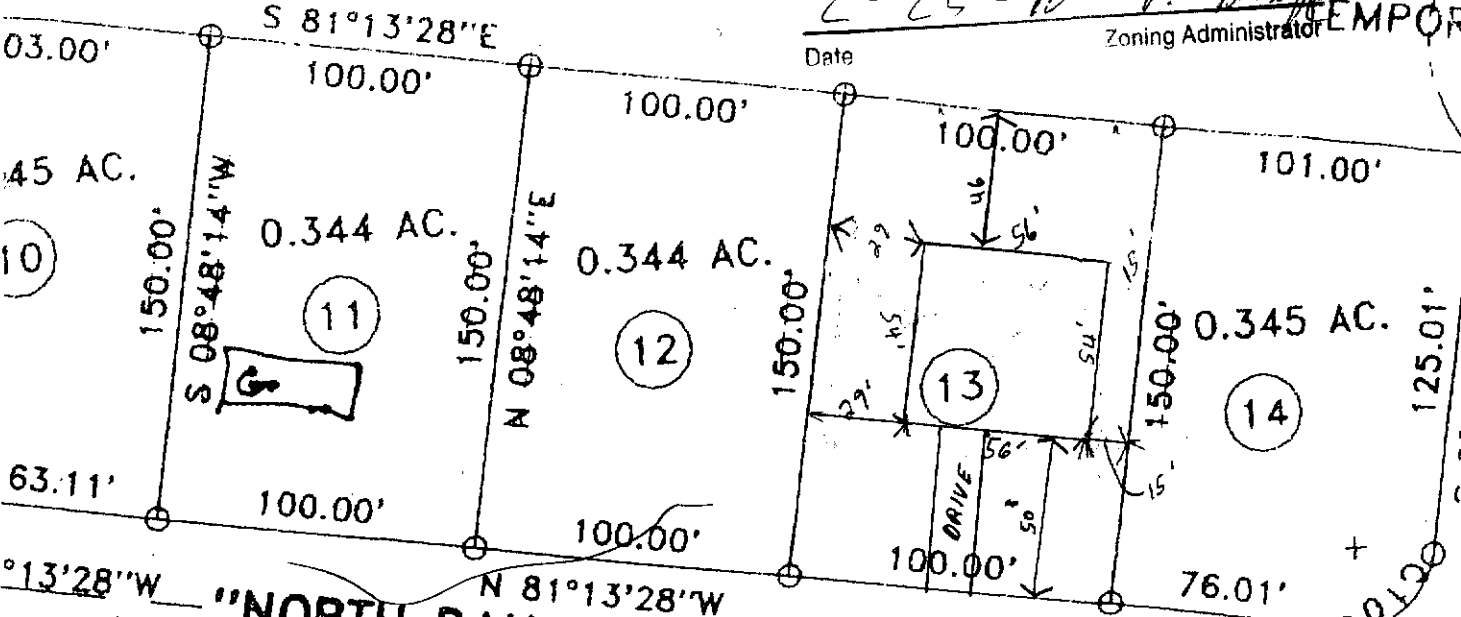 S 81°13'28"E
Date
Zoning Administrator
TEMPOR
03.00'
100.00'
100.00'
100.00'
101.00'
45 AC.
10
150.00'
S 08°48'14"W
0.344 AC.
11
150.00'
N 08°48'14"E
0.344 AC.
12
150.00'
46
56'
29'
15'
54'
54'
13
150.00'
0.345 AC.
14
125.01'
29'
56'
15'
DRIVE
50'
63.11'
100.00'
100.00'
100.00'
76.01'
°13'28"W
N 81°13'28"W
"NORTH